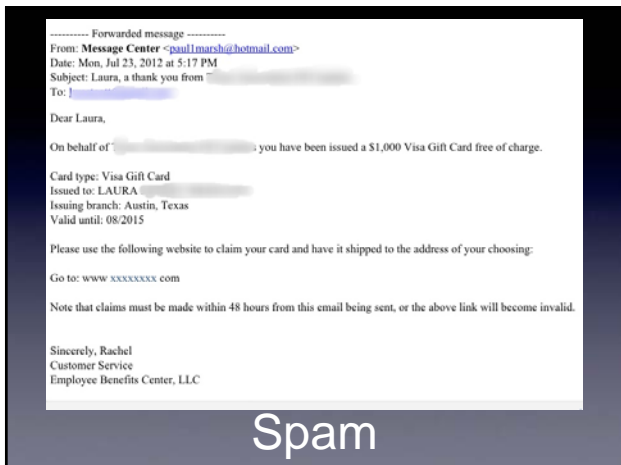 ---------- Forwarded message ----------
From: Message Center <paul1marsh@hotmail.com>
Date: Mon, Jul 23, 2012 at 5:17 PM
Subject: Laura, a thank you from
To:
Dear Laura,
On behalf of you have been issued a $1,000 Visa Gift Card free of charge.
Card type: Visa Gift Card
Issued to: LAURA
Issuing branch: Austin, Texas
Valid until: 08/2015
Please use the following website to claim your card and have it shipped to the address of your choosing:
Go to: www xxxxxxxx com
Note that claims must be made within 48 hours from this email being sent, or the above link will become invalid.
Sincerely, Rachel
Customer Service
Employee Benefits Center, LLC
Spam